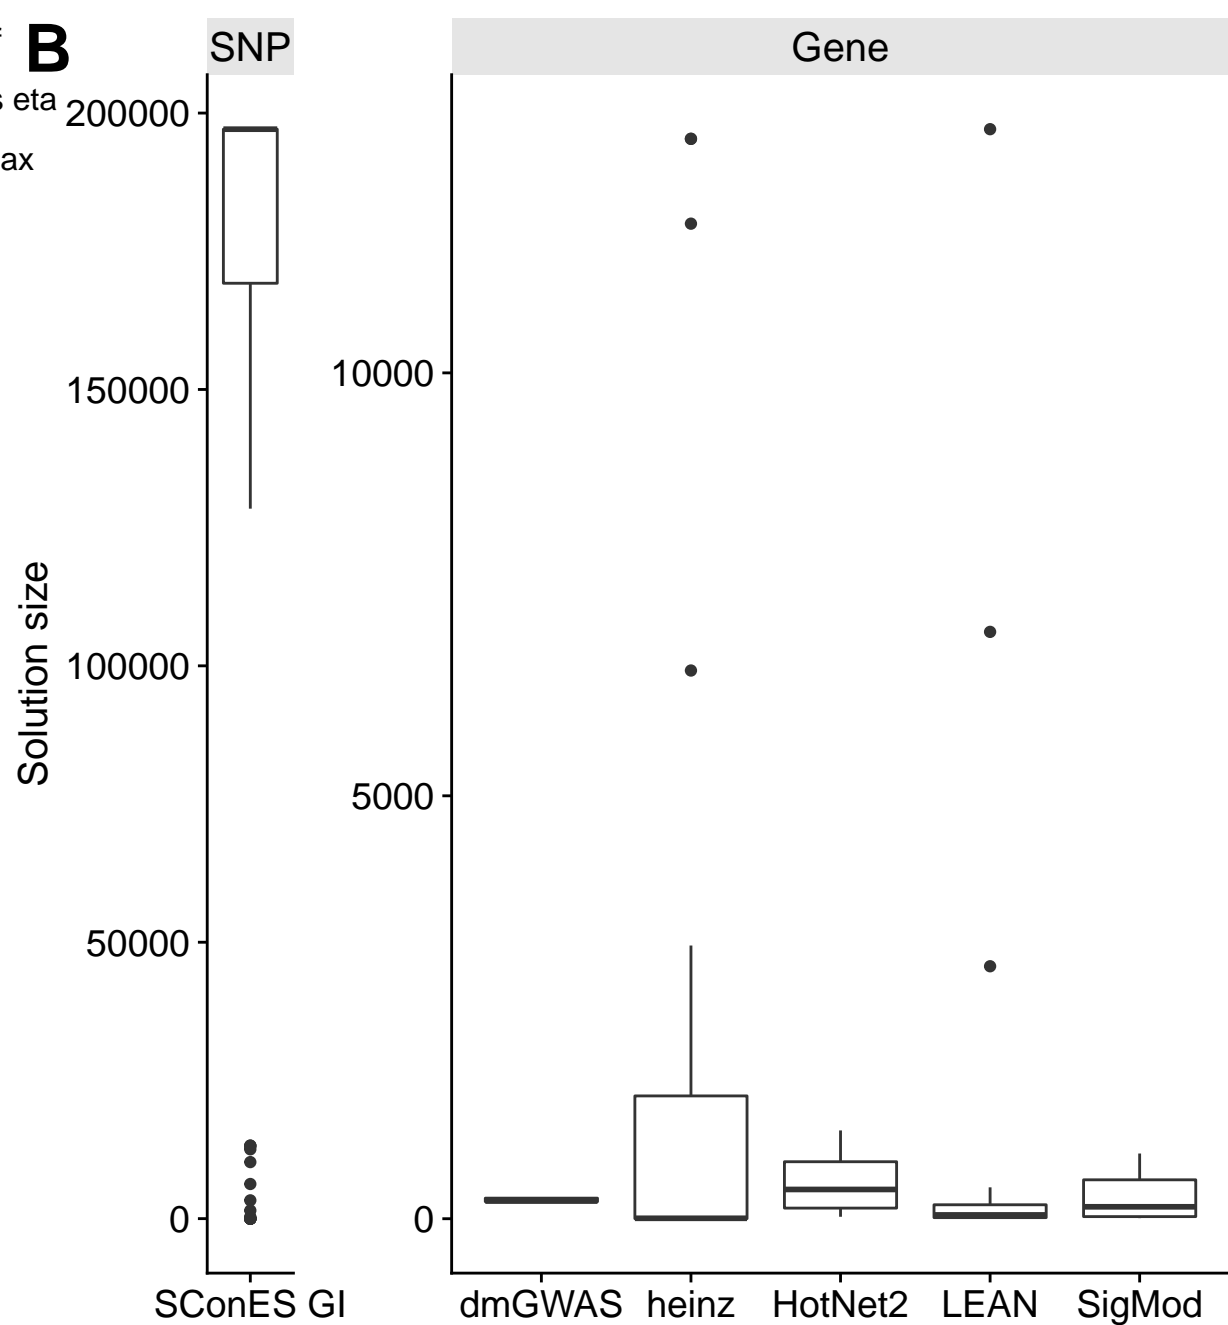 B
SNP
Gene
s eta
ax
200000
150000
100000
50000
0
10000
5000
0
Solution size
SConES GI
dmGWAS heinz HotNet2 LEAN SigMod